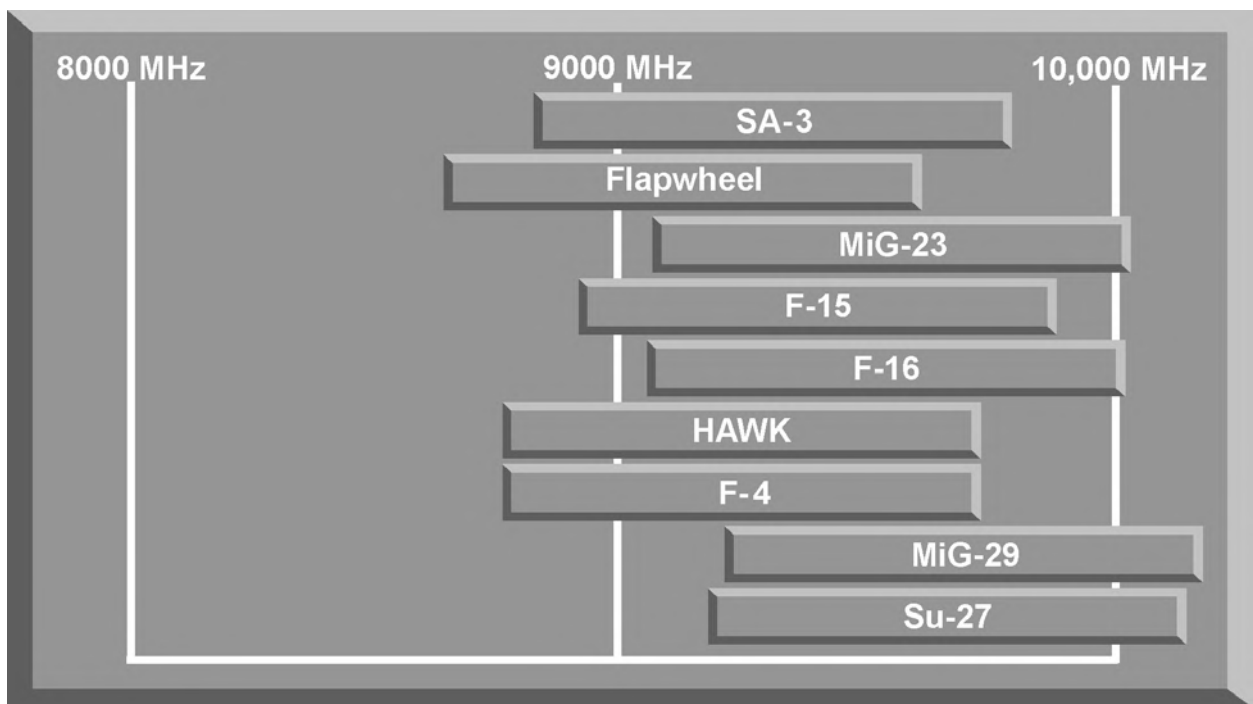 8000 MHz
9000 MHz
10,000 MHz
SA-3
Flapwheel
MiG-23
F-15
F-16
HAWK
F-4
MiG-29
Su-27